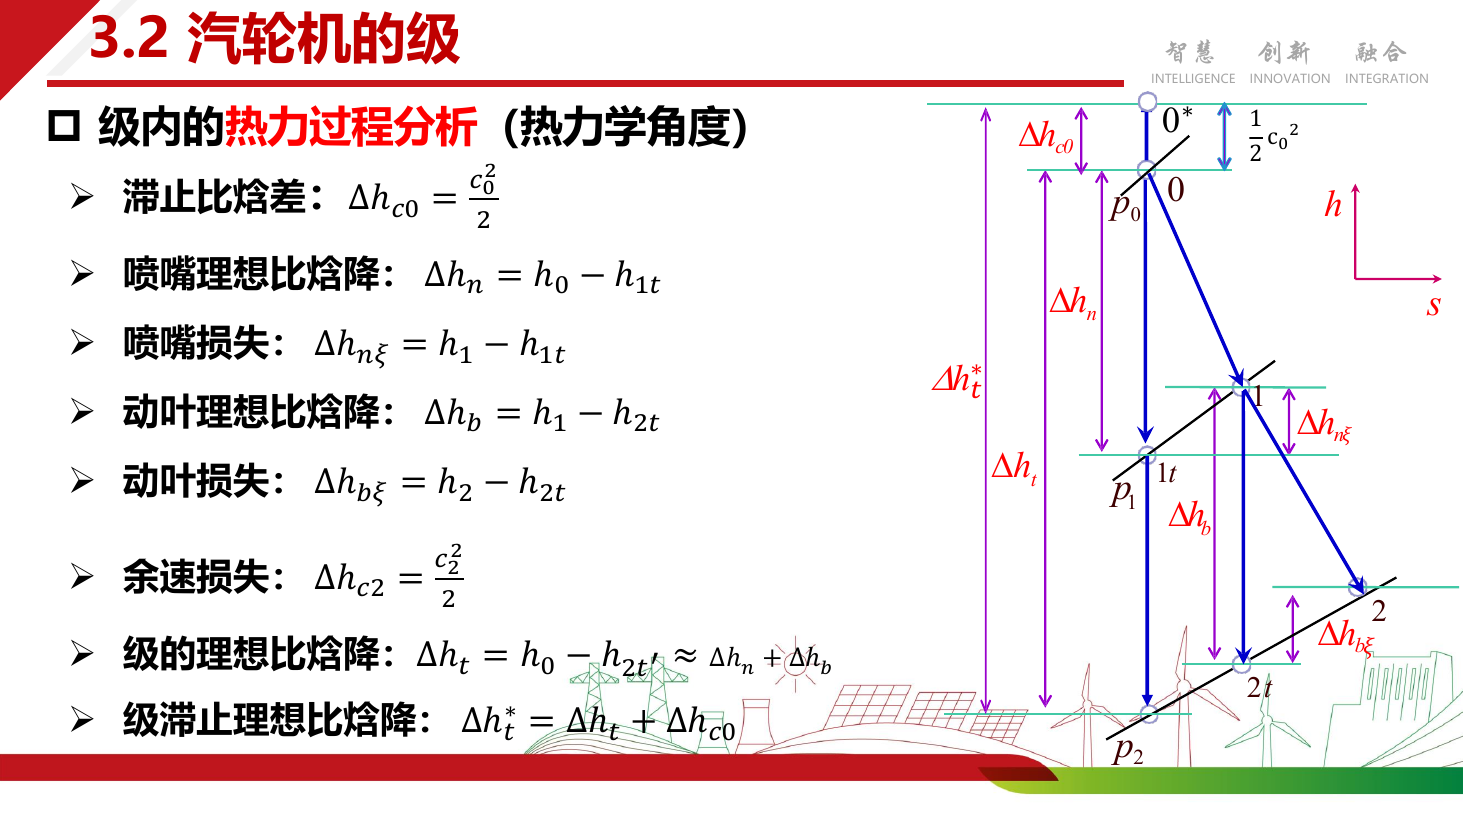 3.2 汽轮机的级
智慧 创新 融合
INTELLIGENCE INNOVATION INTEGRATION
级内的热力过程分析（热力学角度）
➢ 滞止比焓差：Δh_{c0} = c_0^2/2
➢ 喷嘴理想比焓降： Δh_n = h_0 − h_{1t}
➢ 喷嘴损失： Δh_{nξ} = h_1 − h_{1t}
➢ 动叶理想比焓降： Δh_b = h_1 − h_{2t}
➢ 动叶损失： Δh_{bξ} = h_2 − h_{2t}
➢ 余速损失： Δh_{c2} = c_2^2/2
➢ 级的理想比焓降：Δh_t = h_0 − h_{2t'} ≈ Δh_n + Δh_b
➢ 级滞止理想比焓降： Δh_t^* = Δh_t + Δh_{c0}
0*
Δh_{c0}
1/2 c_0^2
0
p_0
h
s
Δh_n
Δh_t^*
1
Δh_{nξ}
Δh_t
1t
p_1
Δh_b
2
Δh_{bξ}
2t
p_2